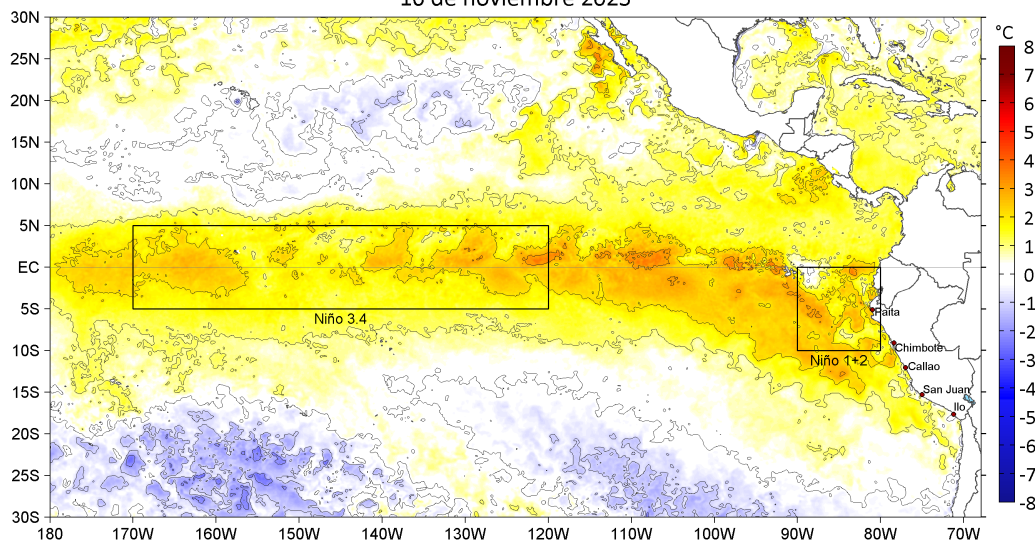 10 de noviembre 2023
30N
25N
20N
15N
10N
5N
EC
5S
10S
15S
20S
25S
30S
180 170W 160W 150W 140W 130W 120W 110W 100W 90W 80W 70W
Niño 3.4
Niño 1+2
Paita
Chimbote
Callao
San Juan
Ilo
°C
8
7
6
5
4
3
2
1
0
-1
-2
-3
-4
-5
-6
-7
-8